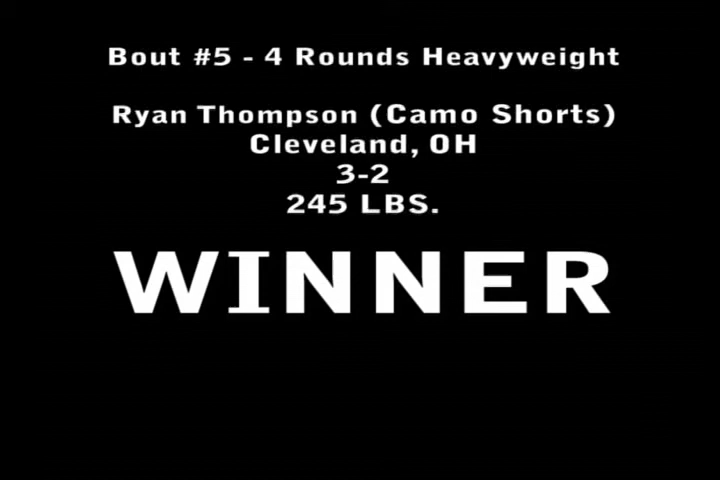 Bout #5 - 4 Rounds Heavyweight
Ryan Thompson (Camo Shorts)
Cleveland, OH
3-2
245 LBS.
WINNER